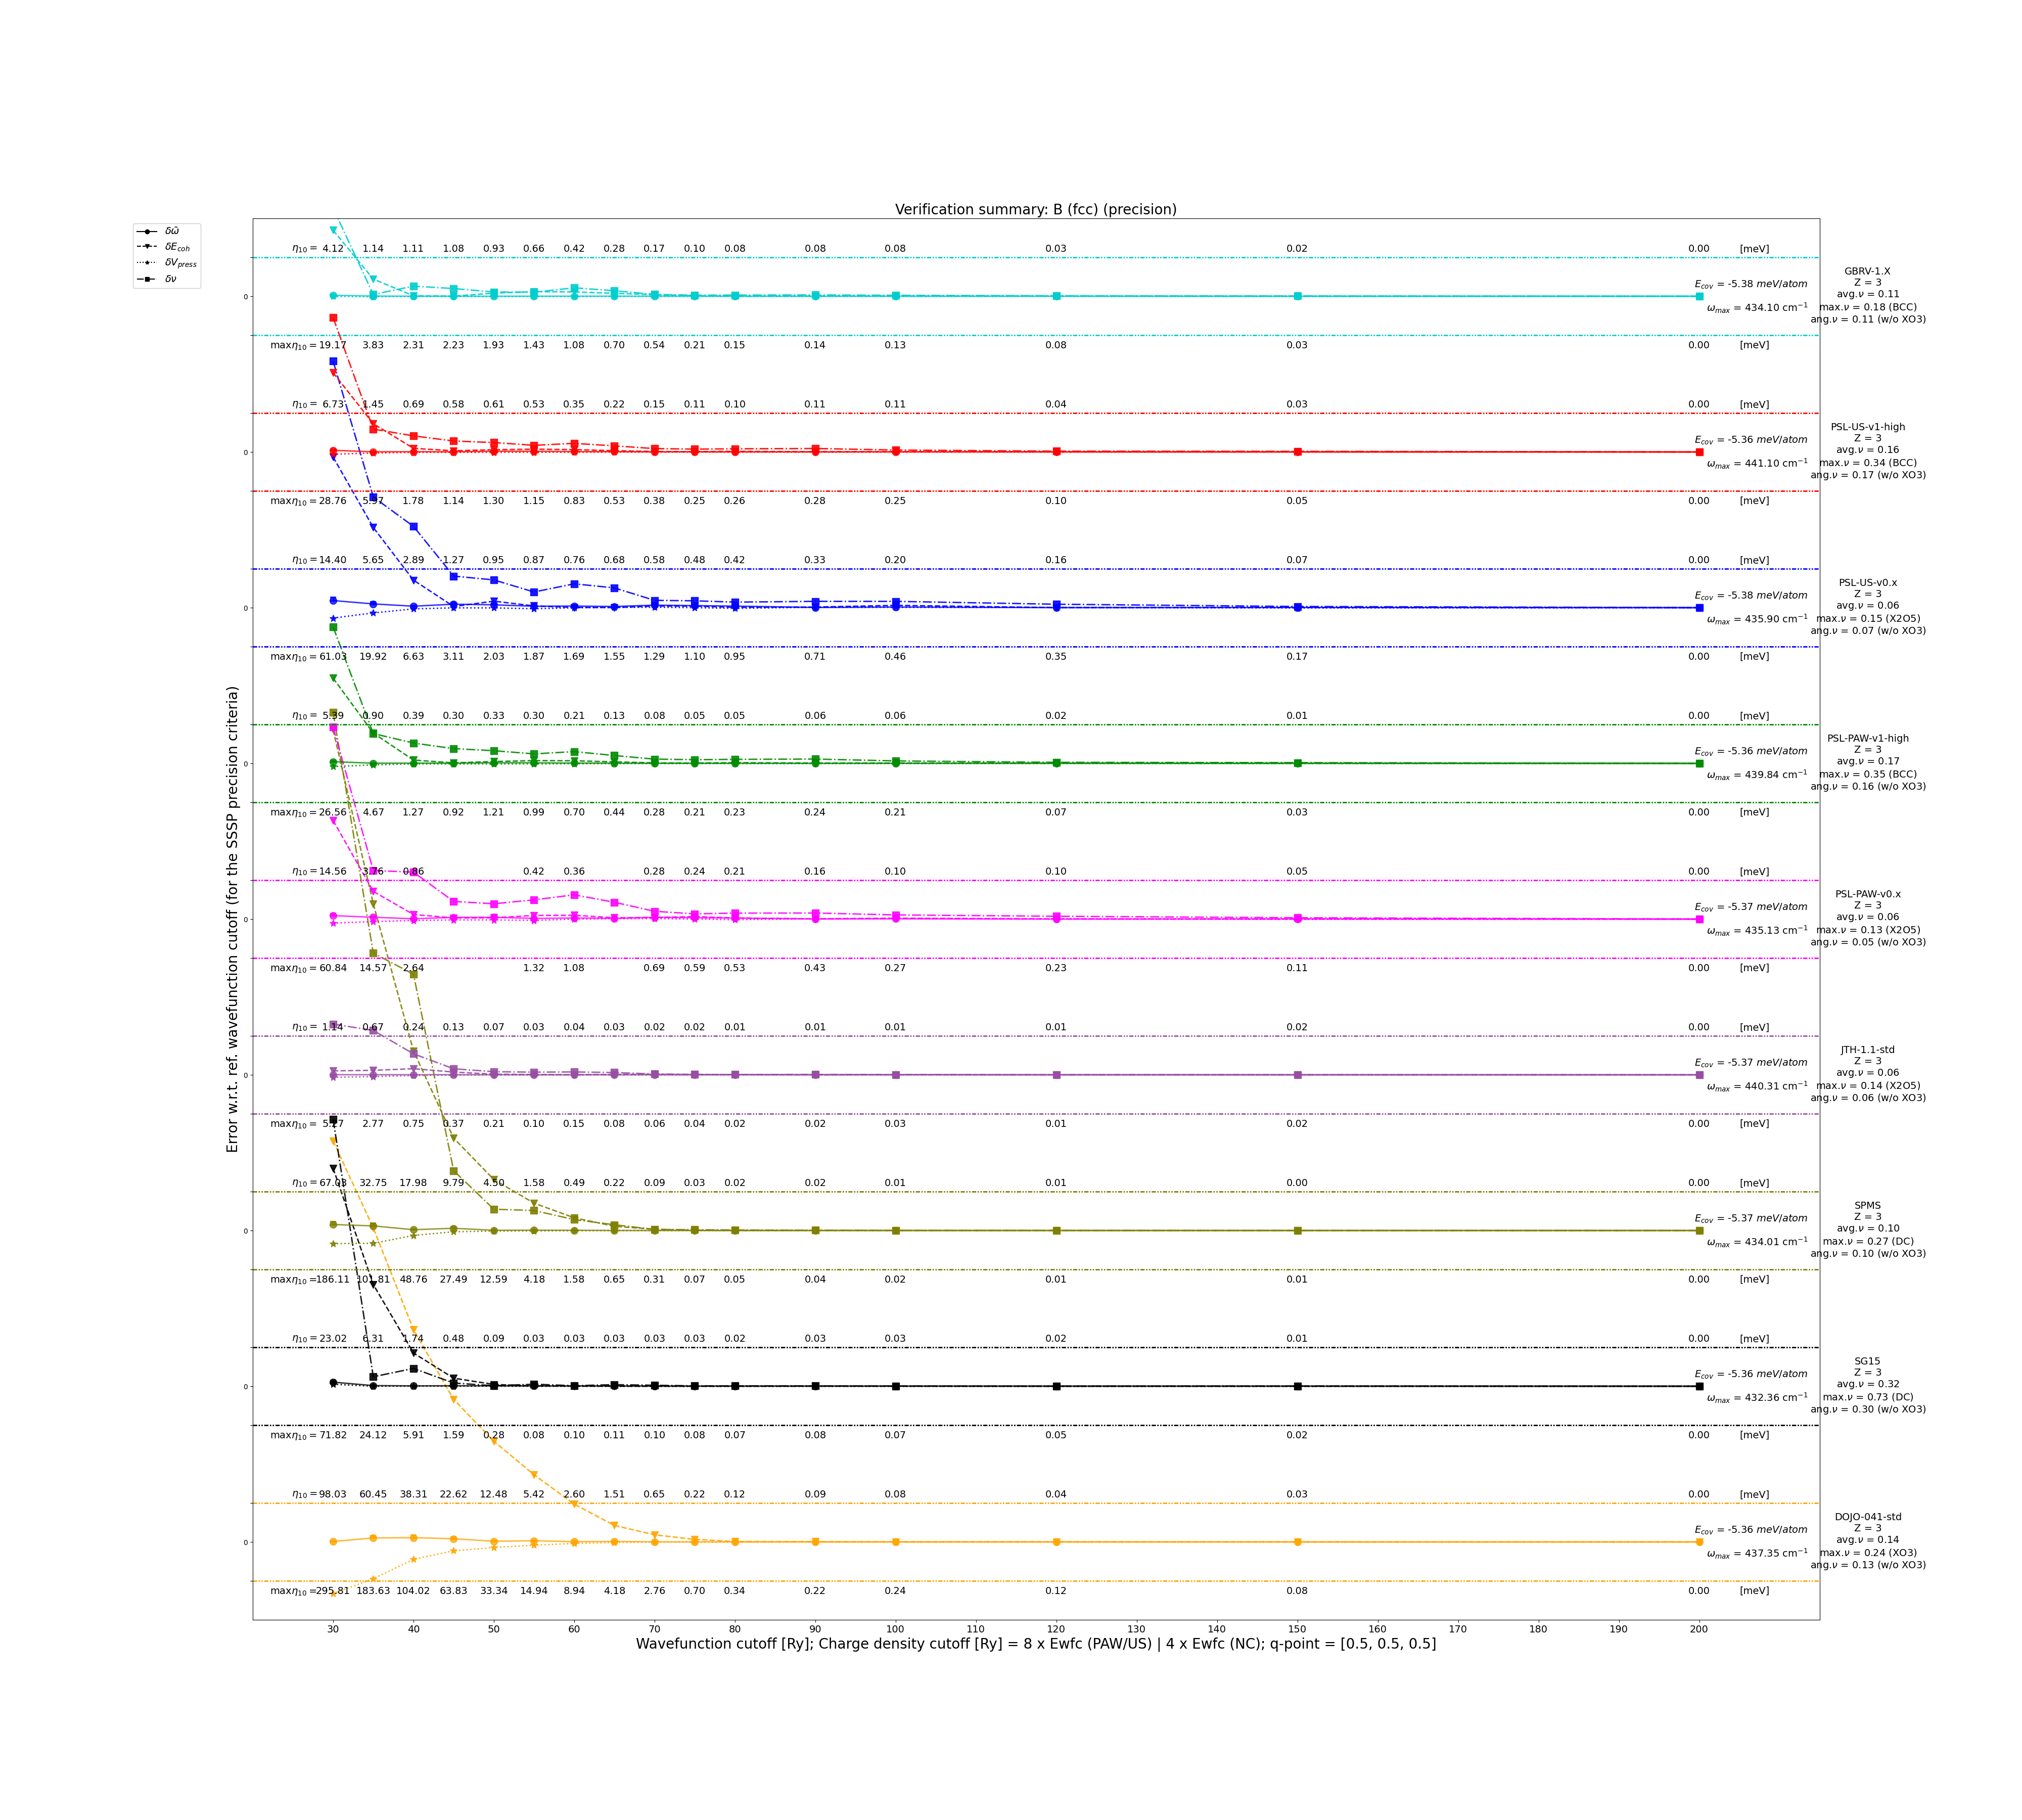 Verification summary: B (fcc) (precision)
δω̄
δE_coh
δV_press
δν
η₁₀ = 4.12 1.14 1.11 1.08 0.93 0.66 0.42 0.28 0.17 0.10 0.08 0.08 0.08 0.03 0.02 0.00 [meV]
0
E_cov = -5.38 meV/atom
ω_max = 434.10 cm⁻¹
GBRV-1.X
Z = 3
avg.ν = 0.11
max.ν = 0.18 (BCC)
ang.ν = 0.11 (w/o XO3)
maxη₁₀ = 19.17 3.83 2.31 2.23 1.93 1.43 1.08 0.70 0.54 0.21 0.15 0.14 0.13 0.08 0.03 0.00 [meV]
η₁₀ = 6.73 1.45 0.69 0.58 0.61 0.53 0.35 0.22 0.15 0.11 0.10 0.11 0.11 0.04 0.03 0.00 [meV]
0
E_cov = -5.36 meV/atom
ω_max = 441.10 cm⁻¹
PSL-US-v1-high
Z = 3
avg.ν = 0.16
max.ν = 0.34 (BCC)
ang.ν = 0.17 (w/o XO3)
maxη₁₀ = 28.76 1.78 1.14 1.30 1.15 0.83 0.53 0.38 0.25 0.26 0.28 0.25 0.10 0.05 0.00 [meV]
η₁₀ = 14.40 5.65 2.89 1.27 0.95 0.87 0.76 0.68 0.58 0.48 0.42 0.33 0.20 0.16 0.07 0.00 [meV]
0
E_cov = -5.38 meV/atom
ω_max = 435.90 cm⁻¹
PSL-US-v0.x
Z = 3
avg.ν = 0.06
max.ν = 0.15 (X2O5)
ang.ν = 0.07 (w/o XO3)
maxη₁₀ = 61.03 19.92 6.63 3.11 2.03 1.87 1.69 1.55 1.29 1.10 0.95 0.71 0.46 0.35 0.17 0.00 [meV]
η₁₀ = 5.39 0.90 0.39 0.30 0.33 0.30 0.21 0.13 0.08 0.05 0.05 0.06 0.06 0.02 0.01 0.00 [meV]
0
E_cov = -5.36 meV/atom
ω_max = 439.84 cm⁻¹
PSL-PAW-v1-high
Z = 3
avg.ν = 0.17
max.ν = 0.35 (BCC)
ang.ν = 0.16 (w/o XO3)
maxη₁₀ = 26.56 4.67 1.27 0.92 1.21 0.99 0.70 0.44 0.28 0.21 0.23 0.24 0.21 0.07 0.03 0.00 [meV]
η₁₀ = 14.56 3.76 0.86 0.42 0.36 0.28 0.24 0.21 0.16 0.10 0.10 0.05 0.00 [meV]
0
E_cov = -5.37 meV/atom
ω_max = 435.13 cm⁻¹
PSL-PAW-v0.x
Z = 3
avg.ν = 0.06
max.ν = 0.13 (X2O5)
ang.ν = 0.05 (w/o XO3)
maxη₁₀ = 60.84 14.57 2.64 1.32 1.08 0.69 0.59 0.53 0.43 0.27 0.23 0.11 0.00 [meV]
η₁₀ = 1.14 0.67 0.24 0.13 0.07 0.03 0.04 0.03 0.02 0.02 0.01 0.01 0.01 0.01 0.02 0.00 [meV]
0
E_cov = -5.37 meV/atom
ω_max = 440.31 cm⁻¹
JTH-1.1-std
Z = 3
avg.ν = 0.06
max.ν = 0.14 (X2O5)
ang.ν = 0.06 (w/o XO3)
maxη₁₀ = 2.77 0.75 0.37 0.21 0.10 0.15 0.08 0.06 0.04 0.02 0.02 0.03 0.01 0.02 0.00 [meV]
η₁₀ = 67.03 32.75 17.98 9.79 4.50 1.58 0.49 0.22 0.09 0.03 0.02 0.02 0.01 0.01 0.00 0.00 [meV]
0
E_cov = -5.37 meV/atom
ω_max = 434.01 cm⁻¹
SPMS
Z = 3
avg.ν = 0.10
max.ν = 0.27 (DC)
ang.ν = 0.10 (w/o XO3)
maxη₁₀ =186.11 48.76 27.49 12.59 4.18 1.58 0.65 0.31 0.07 0.05 0.04 0.02 0.01 0.01 0.00 [meV]
η₁₀ = 23.02 6.31 1.74 0.48 0.09 0.03 0.03 0.03 0.03 0.03 0.02 0.03 0.03 0.02 0.01 0.00 [meV]
0
E_cov = -5.36 meV/atom
ω_max = 432.36 cm⁻¹
SG15
Z = 3
avg.ν = 0.32
max.ν = 0.73 (DC)
ang.ν = 0.30 (w/o XO3)
maxη₁₀ = 71.82 24.12 5.91 1.59 0.28 0.08 0.10 0.11 0.10 0.08 0.07 0.08 0.07 0.05 0.02 0.00 [meV]
η₁₀ = 98.03 60.45 38.31 22.62 12.48 5.42 2.60 1.51 0.65 0.22 0.12 0.09 0.08 0.04 0.03 0.00 [meV]
0
E_cov = -5.36 meV/atom
ω_max = 437.35 cm⁻¹
DOJO-041-std
Z = 3
avg.ν = 0.14
max.ν = 0.24 (XO3)
ang.ν = 0.13 (w/o XO3)
maxη₁₀ =295.81 183.63 104.02 63.83 33.34 14.94 8.94 4.18 2.76 0.70 0.34 0.22 0.24 0.12 0.08 0.00 [meV]
Error w.r.t. ref. wavefunction cutoff (for the SSSP precision criteria)
30 40 50 60 70 80 90 100 110 120 130 140 150 160 170 180 190 200
Wavefunction cutoff [Ry]; Charge density cutoff [Ry] = 8 x Ewfc (PAW/US) | 4 x Ewfc (NC); q-point = [0.5, 0.5, 0.5]